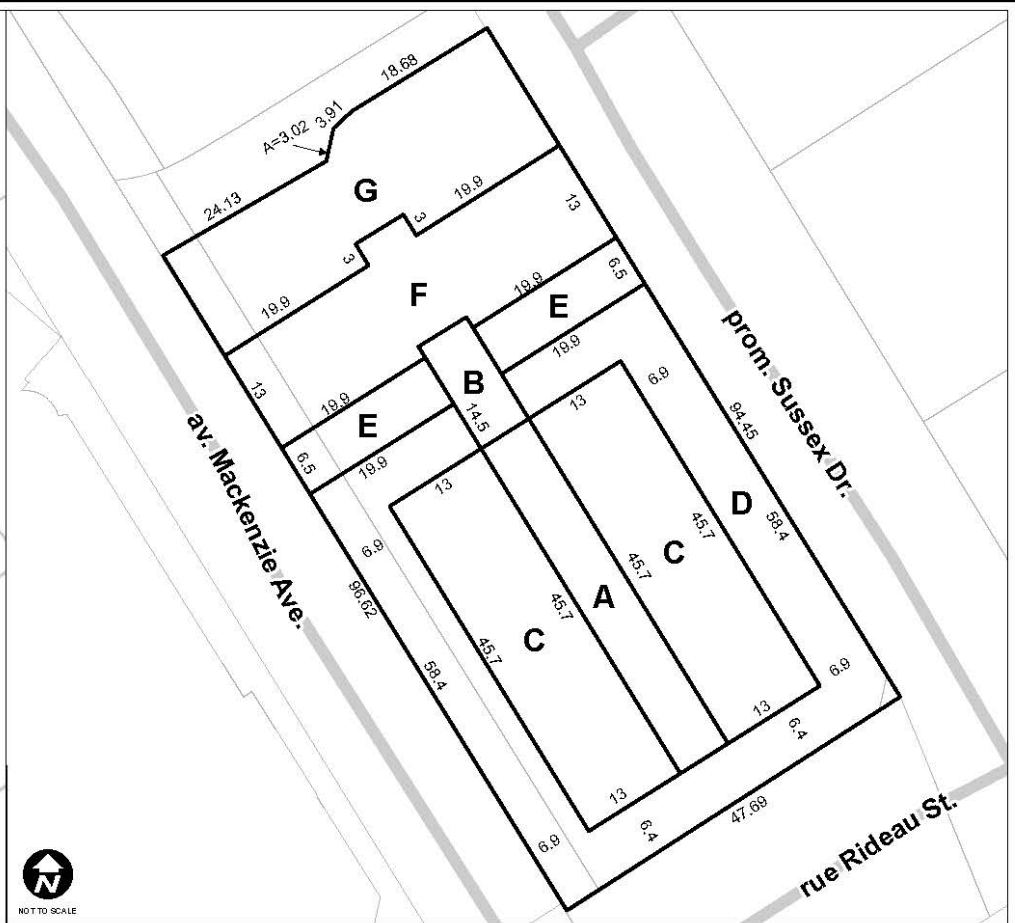 18.68
3.91
A=3.02
24.13
G
19.9
3
3
13
19.9
F
19.9
6.5
E
19.9
B
13
19.9
14.5
E
6.5
19.9
13
6.9
13
prom. Sussex Dr.
94.45
av. Mackenzie Ave.
6.9
96.62
D
58.4
45.7
C
45.7
A
45.7
C
45.7
58.4
6.9
13
6.4
13
6.4
6.9
47.69
rue Rideau St.
N
NOT TO SCALE